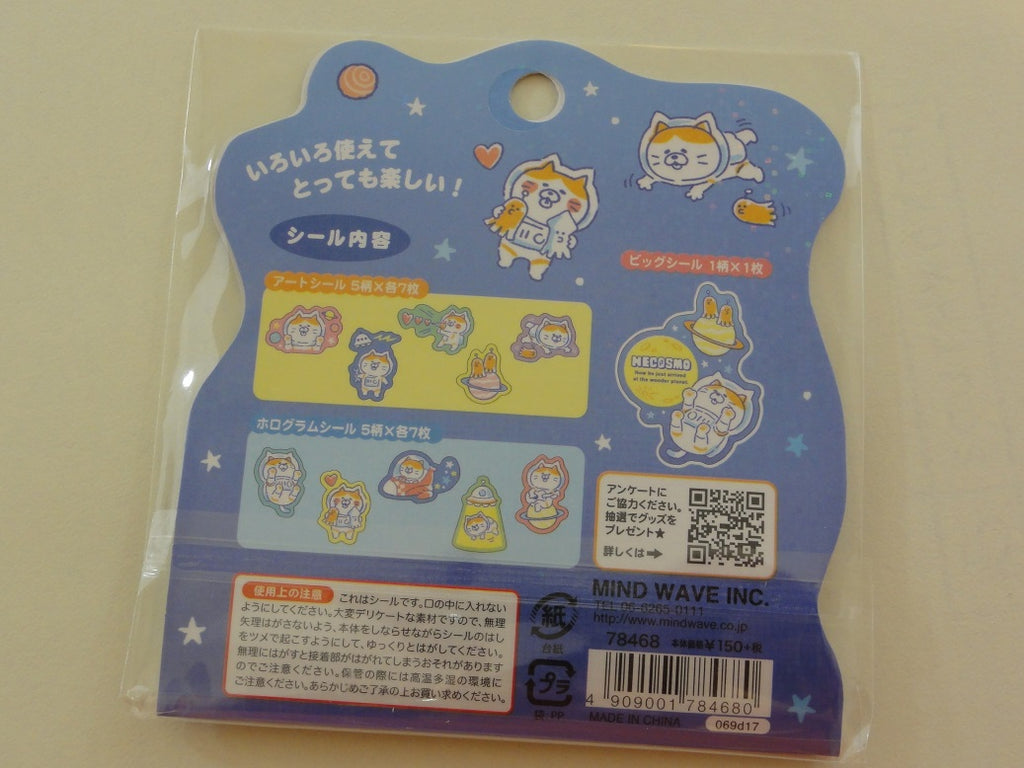 いろいろ使えて
とっても楽しい！
シール内容
アートシール 5柄×各7枚
ホログラムシール 5柄×各7枚
ビッグシール 1柄×1枚
NECOSMO
Now he just arrived
at the wonder planet.
アンケートに
ご協力ください。
抽選でグッズを
プレゼント★
詳しくは➡
使用上の注意 これはシールです。口の中に入れない
ようにしてください。大変デリケートな素材ですので、無理
矢理はがさないよう、本体をしならせながらシールのはし
をツメで起こすようにして、ゆっくりとはがしてください。
無理にはがすと接着部がはがれてしまうおそれがあります
のでご注意ください。保管の際には高温多湿の環境に
ご注意ください。あらかじめご了承の上お買い求めください。
紙
台紙
プラ
袋:PP
MIND WAVE INC.
TEL 06-6265-0111
http://www.mindwave.co.jp
78468 本体価格¥150+税
4 909001 784680
MADE IN CHINA
069d17